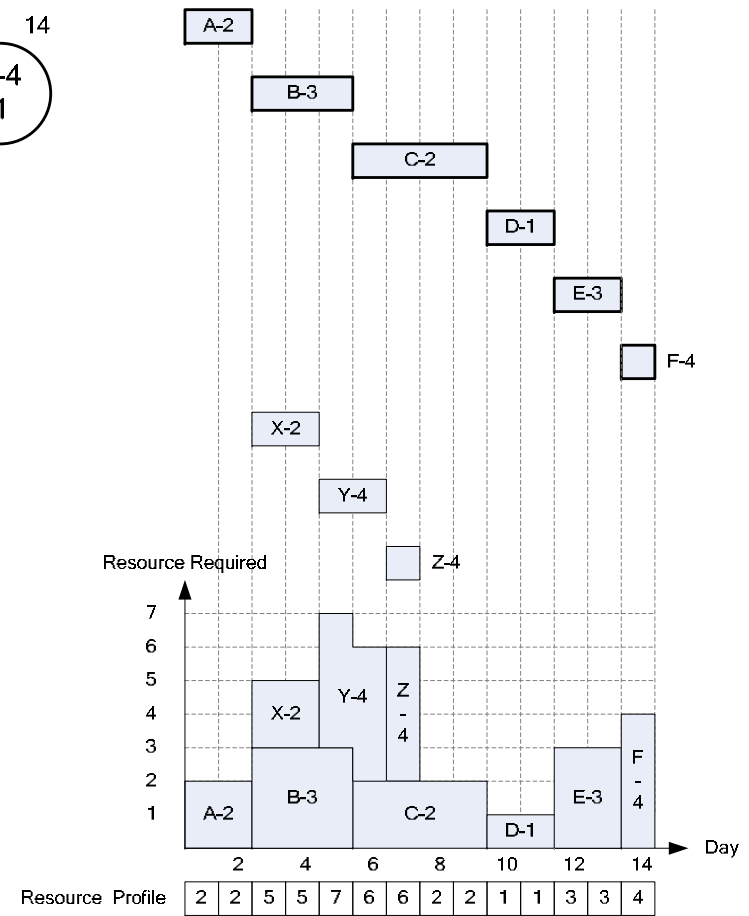 14
-4
1
A-2
B-3
C-2
D-1
E-3
F-4
X-2
Y-4
Z-4
Resource Required
7
6
5
4
3
2
1
X-2
Y-4
Z
-
4
A-2
B-3
C-2
D-1
E-3
F
-
4
2 4 6 8 10 12 14 Day
Resource Profile 2 2 5 5 7 6 6 2 2 1 1 3 3 4